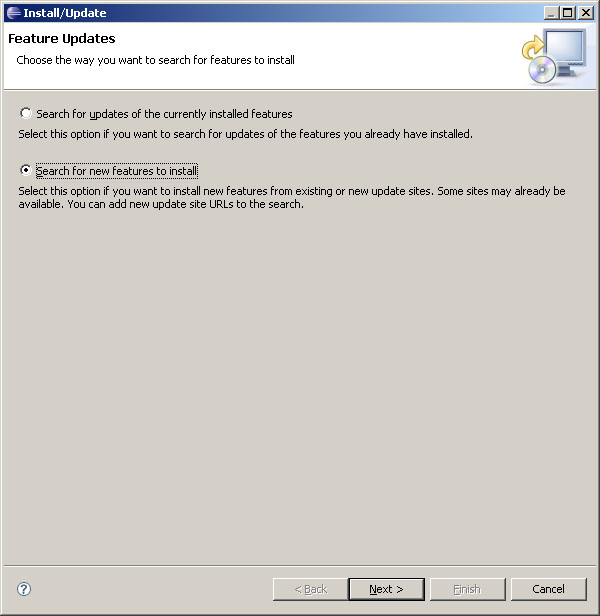 Install/Update
Feature Updates
Choose the way you want to search for features to install
Search for updates of the currently installed features
Select this option if you want to search for updates of the features you already have installed.
Search for new features to install
Select this option if you want to install new features from existing or new update sites. Some sites may already be
available. You can add new update site URLs to the search.
?
< Back
Next >
Finish
Cancel